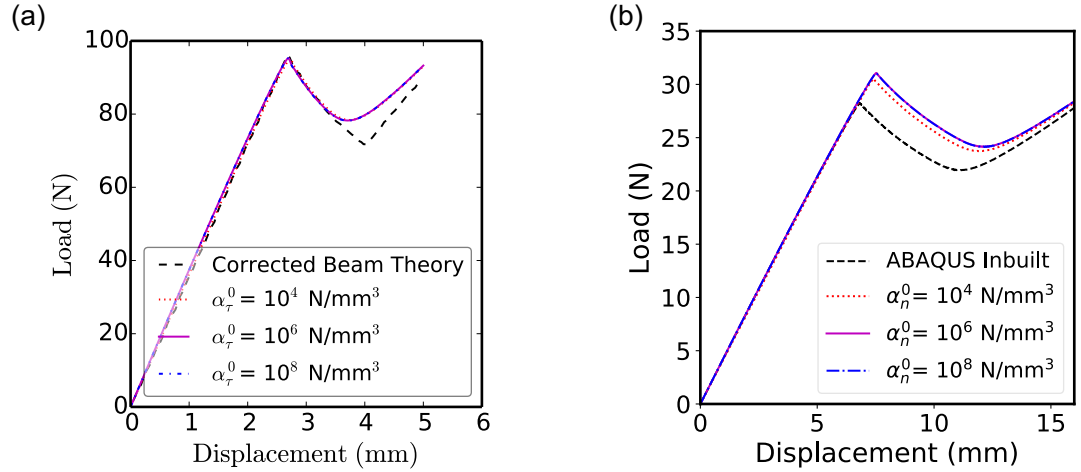 (a)
100
80
60
40
20
0
Load (N)
0 1 2 3 4 5 6
Displacement (mm)
Corrected Beam Theory
α_τ^0 = 10^4 N/mm^3
α_τ^0 = 10^6 N/mm^3
α_τ^0 = 10^8 N/mm^3
(b)
35
30
25
20
15
10
5
0
Load (N)
0 5 10 15
Displacement (mm)
ABAQUS Inbuilt
α_n^0 = 10^4 N/mm^3
α_n^0 = 10^6 N/mm^3
α_n^0 = 10^8 N/mm^3